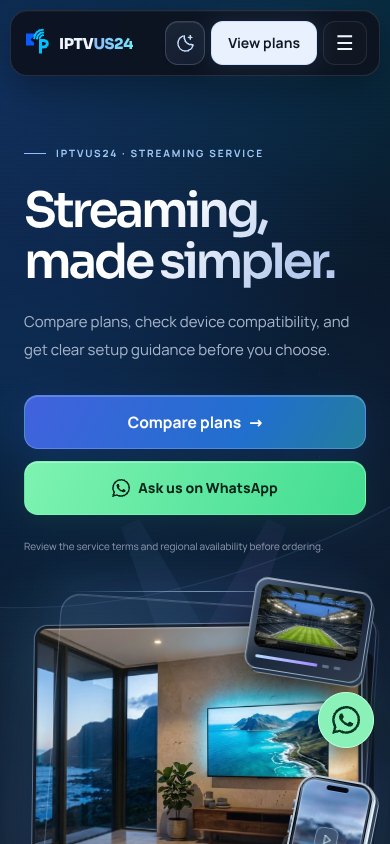 IPTVUS24
View plans
IPTVUS24 · STREAMING SERVICE
Streaming,
made simpler.
Compare plans, check device compatibility, and
get clear setup guidance before you choose.
Compare plans →
Ask us on WhatsApp
Review the service terms and regional availability before ordering.